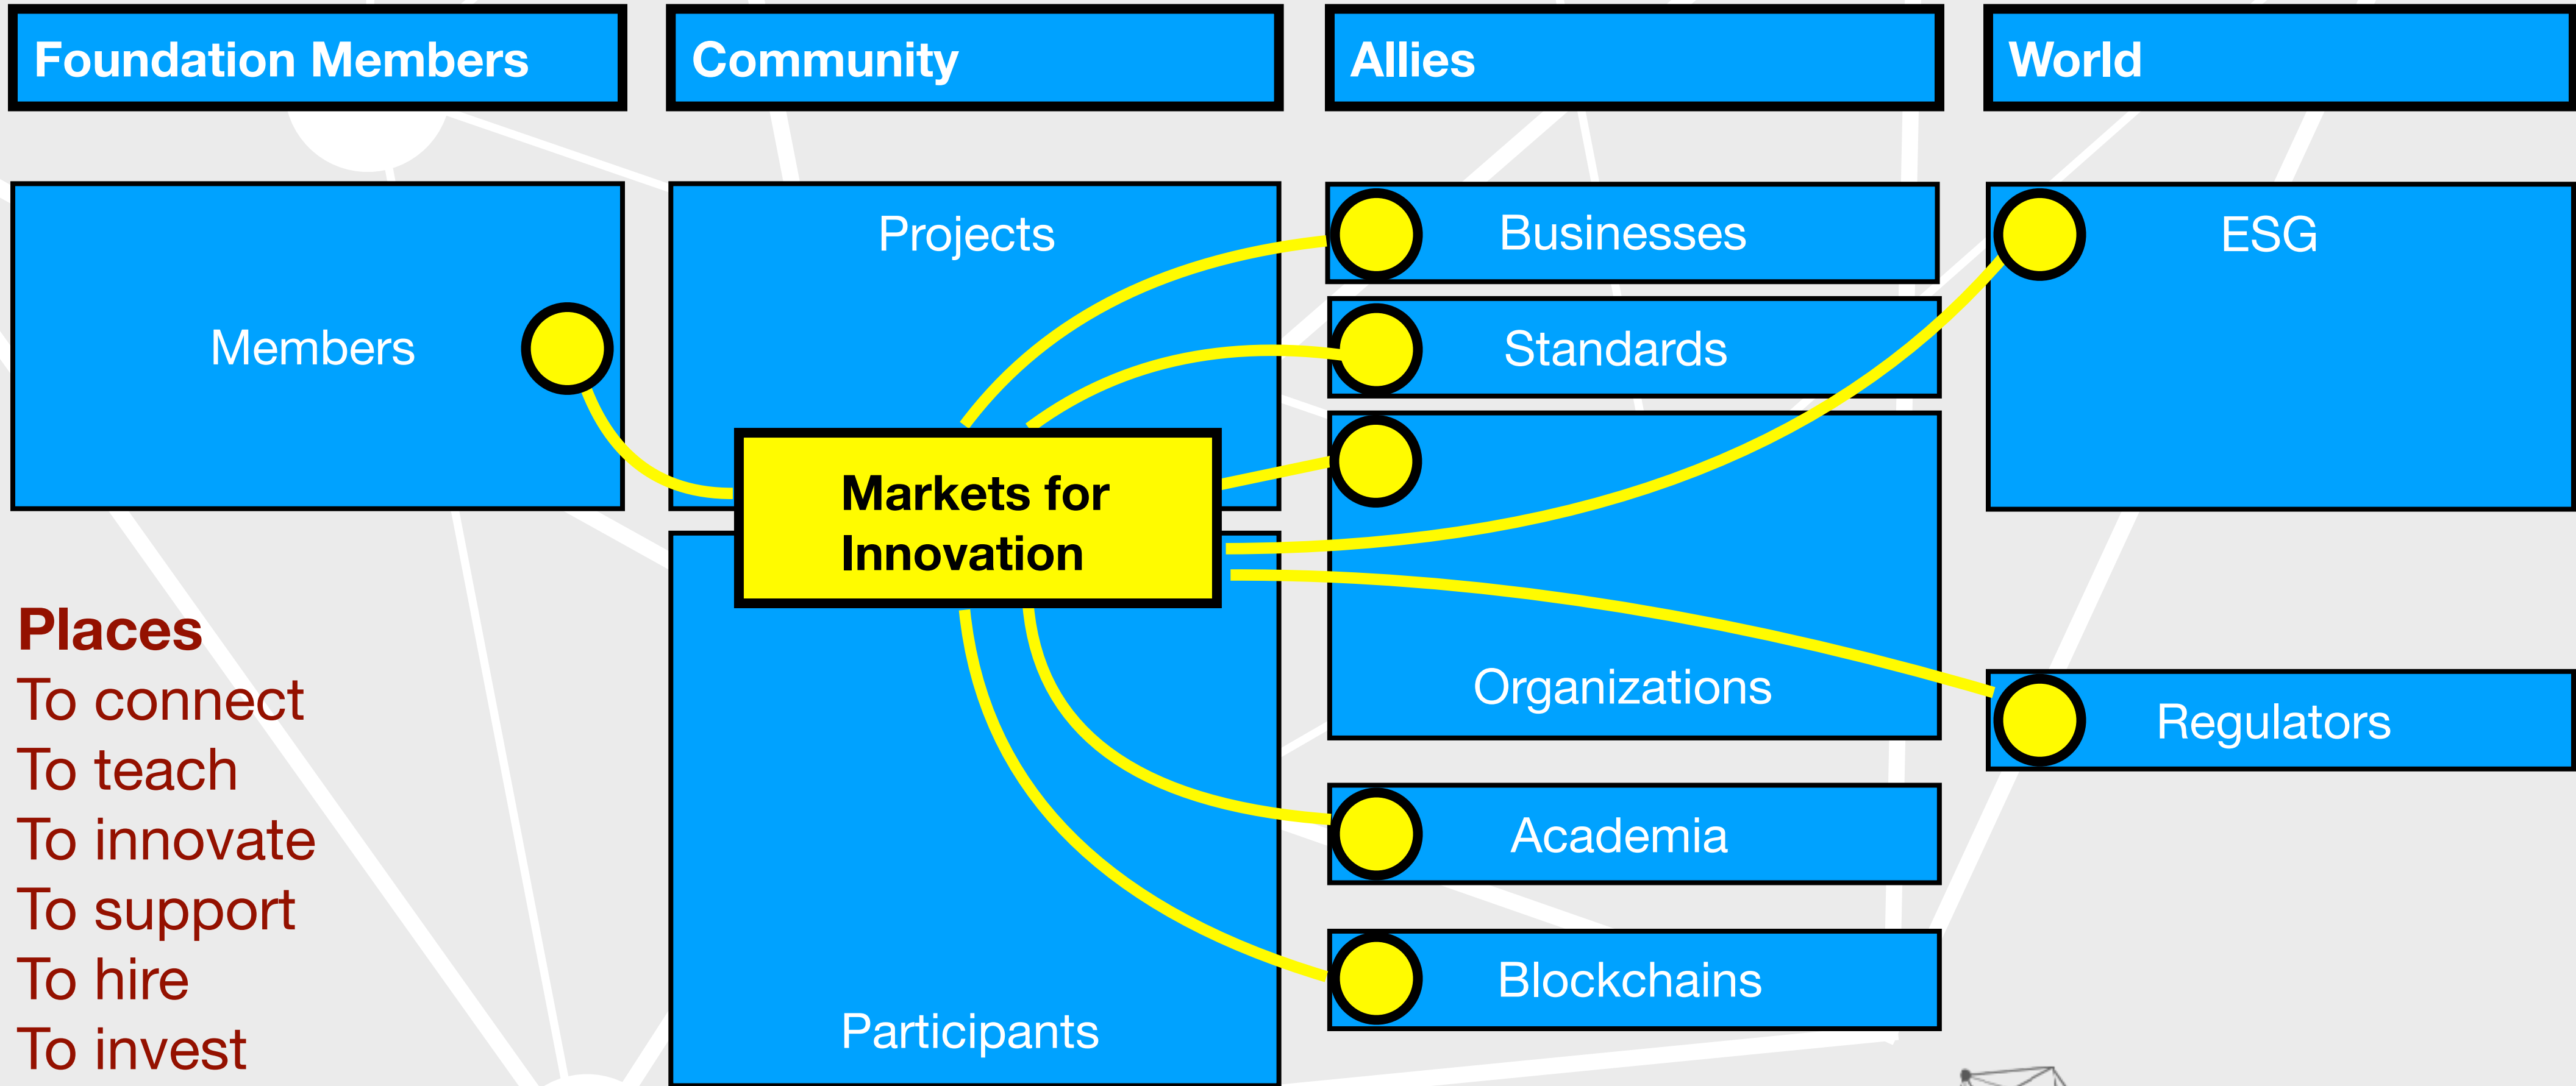 Foundation Members
Community
Allies
World
Members
Projects
Businesses
ESG
Standards
Markets for
Innovation
Organizations
Regulators
Academia
Blockchains
Participants
Places
To connect
To teach
To innovate
To support
To hire
To invest